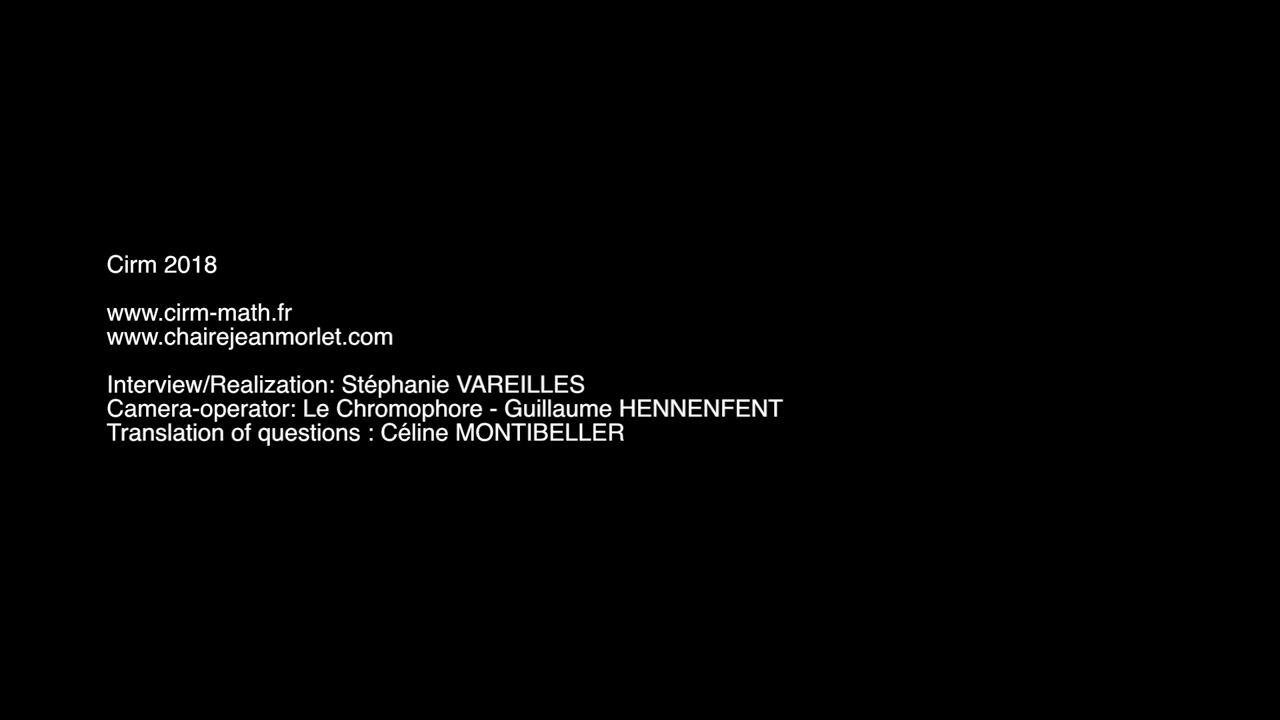 Cirm 2018
www.cirm-math.fr
www.chairejeanmorlet.com
Interview/Realization: Stéphanie VAREILLES
Camera-operator: Le Chromophore - Guillaume HENNENFENT
Translation of questions : Céline MONTIBELLER